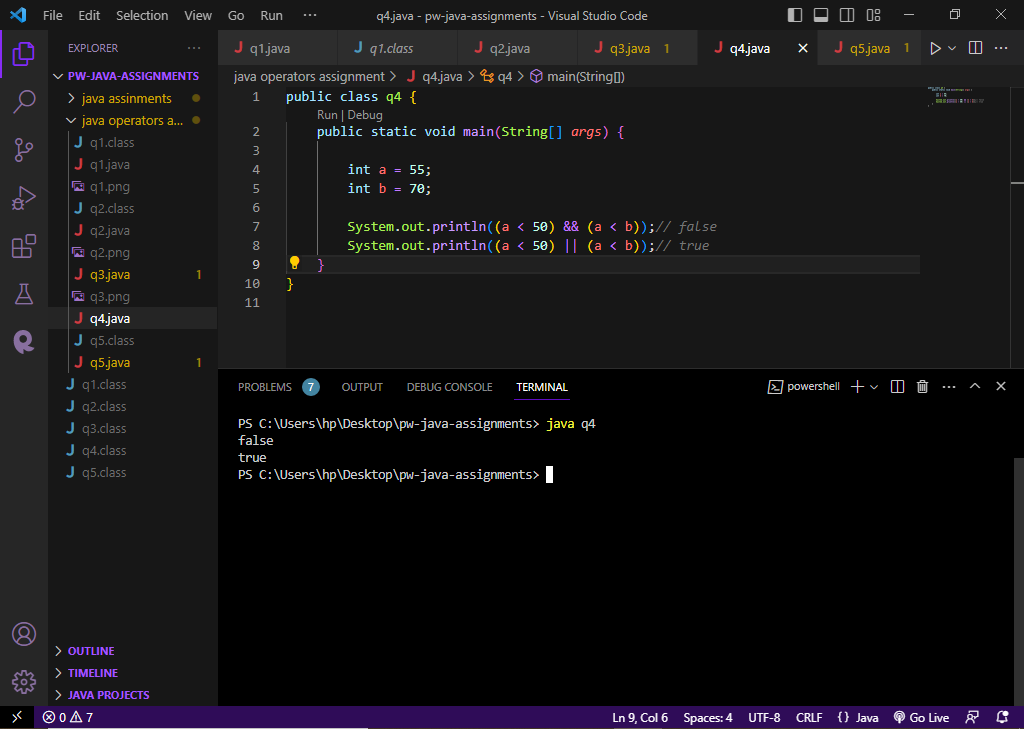 File Edit Selection View Go Run ··· q4.java - pw-java-assignments - Visual Studio Code
EXPLORER ···
PW-JAVA-ASSIGNMENTS
java assinments
java operators a...
q1.class
q1.java
q1.png
q2.class
q2.java
q2.png
q3.java 1
q3.png
q4.java
q5.class
q5.java 1
q1.class
q2.class
q3.class
q4.class
q5.class
OUTLINE
TIMELINE
JAVA PROJECTS
q1.java q1.class q2.java q3.java 1 q4.java q5.java 1 ···
java operators assignment > q4.java > q4 > main(String[])
1 public class q4 {
Run | Debug
2 public static void main(String[] args) {
3
4 int a = 55;
5 int b = 70;
6
7 System.out.println((a < 50) && (a < b));// false
8 System.out.println((a < 50) || (a < b));// true
9 }
10 }
11
PROBLEMS 7 OUTPUT DEBUG CONSOLE TERMINAL powershell ···
PS C:\Users\hp\Desktop\pw-java-assignments> java q4
false
true
PS C:\Users\hp\Desktop\pw-java-assignments>
0 7 Ln 9, Col 6 Spaces: 4 UTF-8 CRLF {} Java Go Live